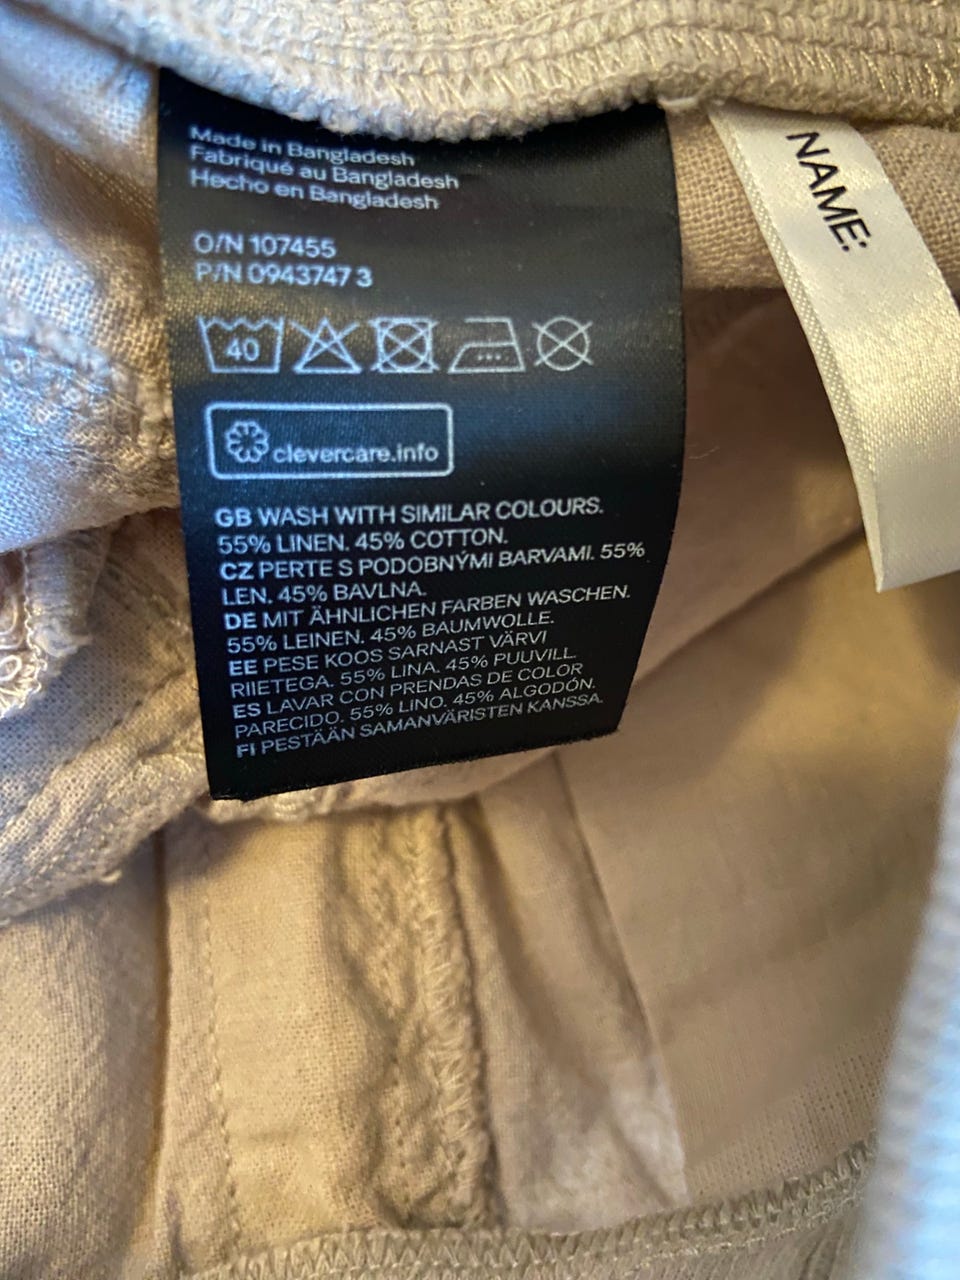 Made in Bangladesh
Fabriqué au Bangladesh
Hecho en Bangladesh
O/N 107455
P/N 0943747 3
40
clevercare.info
GB WASH WITH SIMILAR COLOURS.
55% LINEN. 45% COTTON.
CZ PERTE S PODOBNÝMI BARVAMI. 55%
LEN. 45% BAVLNA.
DE MIT ÄHNLICHEN FARBEN WASCHEN.
55% LEINEN. 45% BAUMWOLLE.
EE PESE KOOS SARNAST VÄRVI
RIIETEGA. 55% LINA. 45% PUUVILL.
ES LAVAR CON PRENDAS DE COLOR
PARECIDO. 55% LINO. 45% ALGODÓN.
FI PESTÄÄN SAMANVÄRISTEN KANSSA.
NAME: